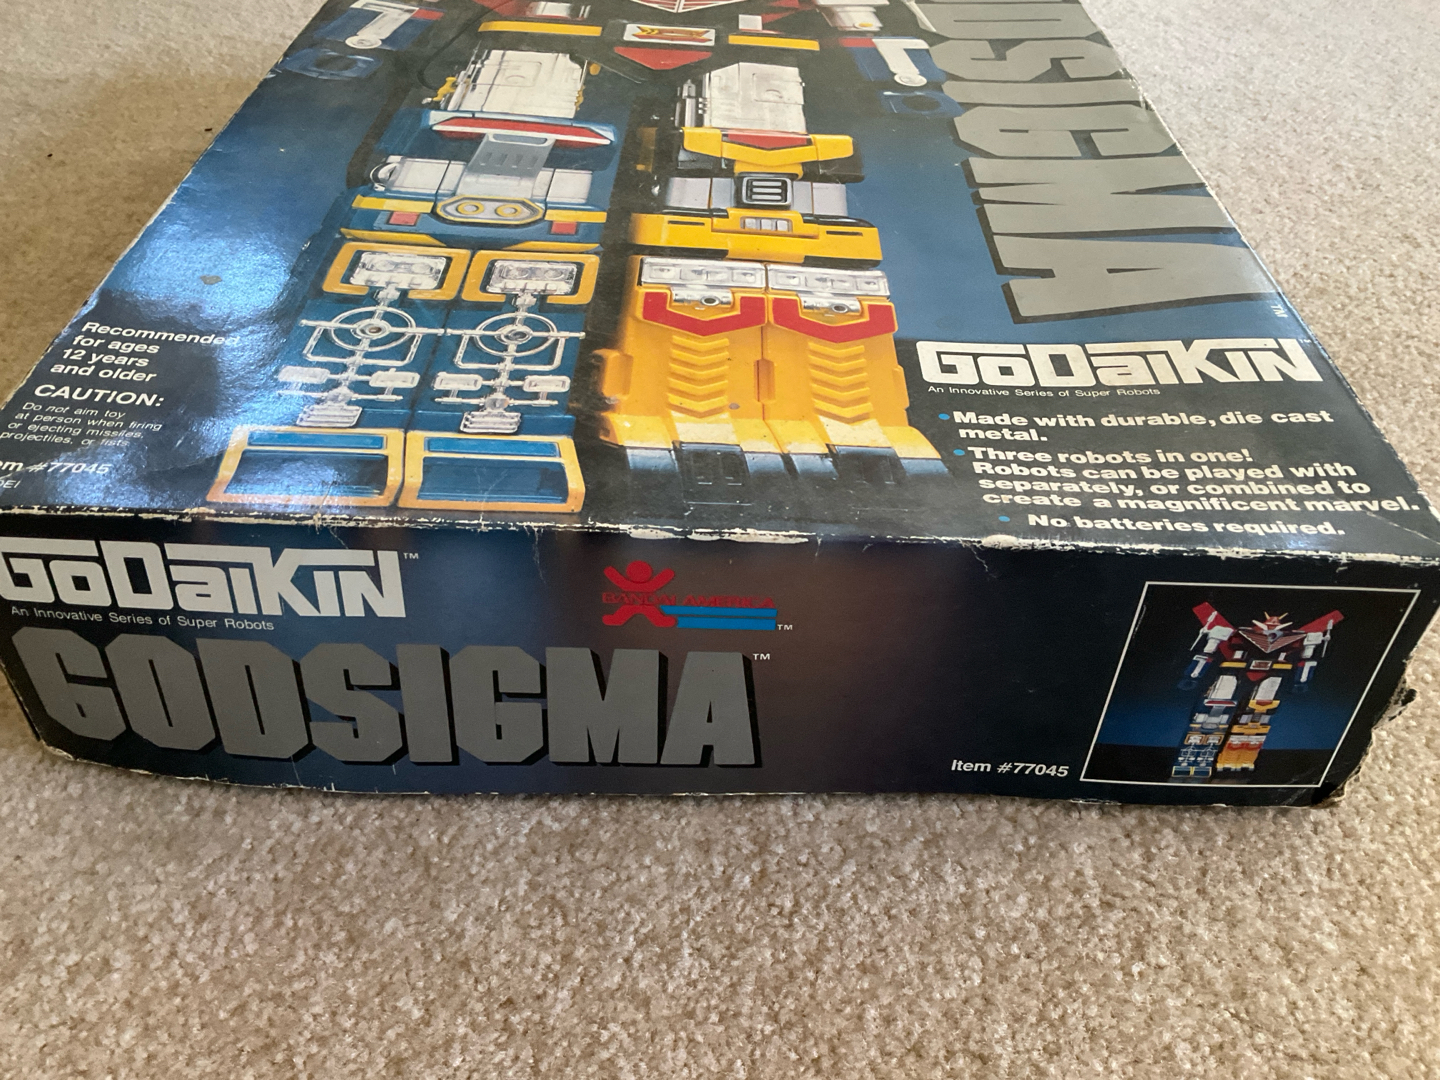 GODSIGMA
Recommended
for ages
12 years
and older
CAUTION:
Do not aim toy
at person when firing
or ejecting missiles,
projectiles, or fists
#77045
GoDaiKiN
An Innovative Series of Super Robots
•Made with durable, die cast
metal.
•Three robots in one!
Robots can be played with
separately, or combined to
create a magnificent marvel.
• No batteries required.
GoDaiKiN™
An Innovative Series of Super Robots
BANDAI AMERICA
TM
GODSIGMA™
Item #77045